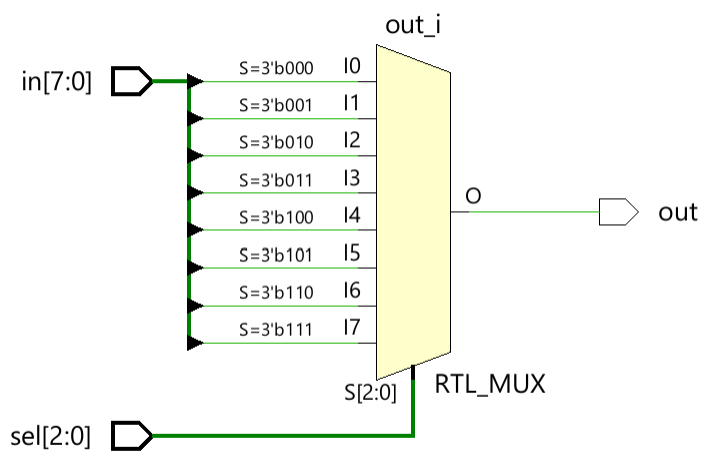 out_i
in[7:0]
S=3'b000 I0
S=3'b001 I1
S=3'b010 I2
S=3'b011 I3
S=3'b100 I4
S=3'b101 I5
S=3'b110 I6
S=3'b111 I7
O
out
S[2:0]
RTL_MUX
sel[2:0]